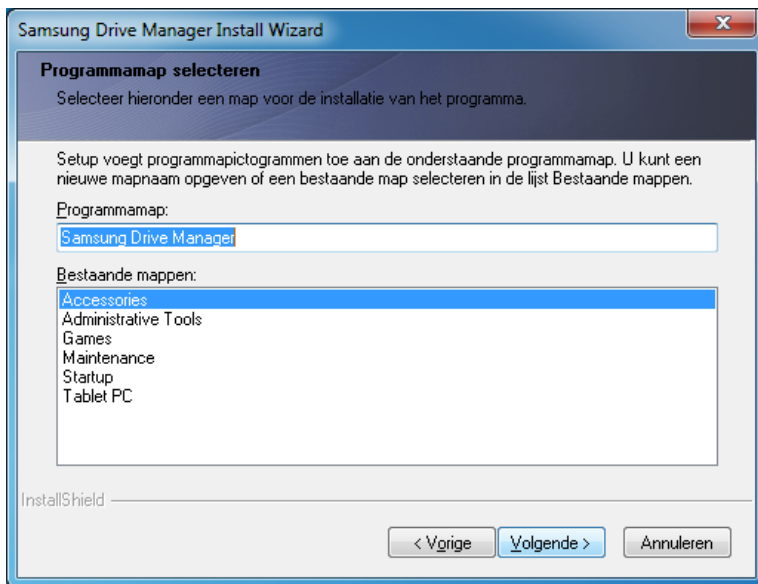 Samsung Drive Manager Install Wizard
Programmamap selecteren
Selecteer hieronder een map voor de installatie van het programma.
Setup voegt programmapictogrammen toe aan de onderstaande programmamap. U kunt een
nieuwe mapnaam opgeven of een bestaande map selecteren in de lijst Bestaande mappen.
Programmamap:
Samsung Drive Manager
Bestaande mappen:
Accessories
Administrative Tools
Games
Maintenance
Startup
Tablet PC
InstallShield
< Vorige
Volgende >
Annuleren